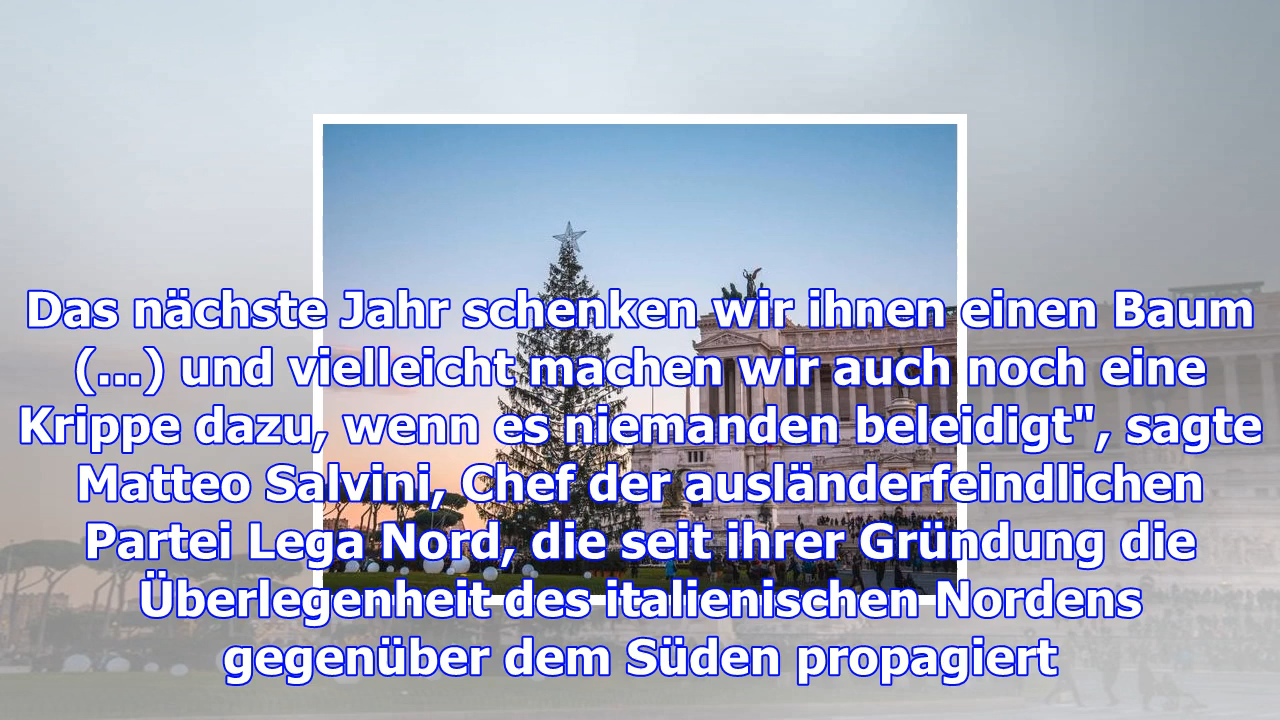 Das nächste Jahr schenken wir ihnen einen Baum
(...) und vielleicht machen wir auch noch eine
Krippe dazu, wenn es niemanden beleidigt", sagte
Matteo Salvini, Chef der ausländerfeindlichen
Partei Lega Nord, die seit ihrer Gründung die
Überlegenheit des italienischen Nordens
gegenüber dem Süden propagiert